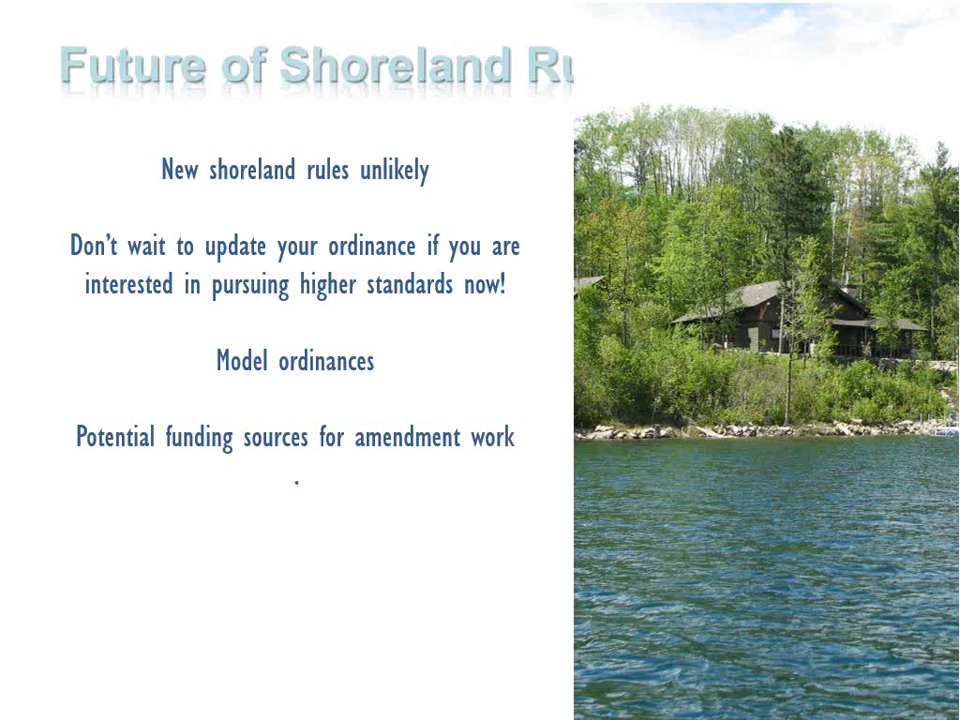 Future of Shoreland Ru
New shoreland rules unlikely
Don't wait to update your ordinance if you are
interested in pursuing higher standards now!
Model ordinances
Potential funding sources for amendment work
.